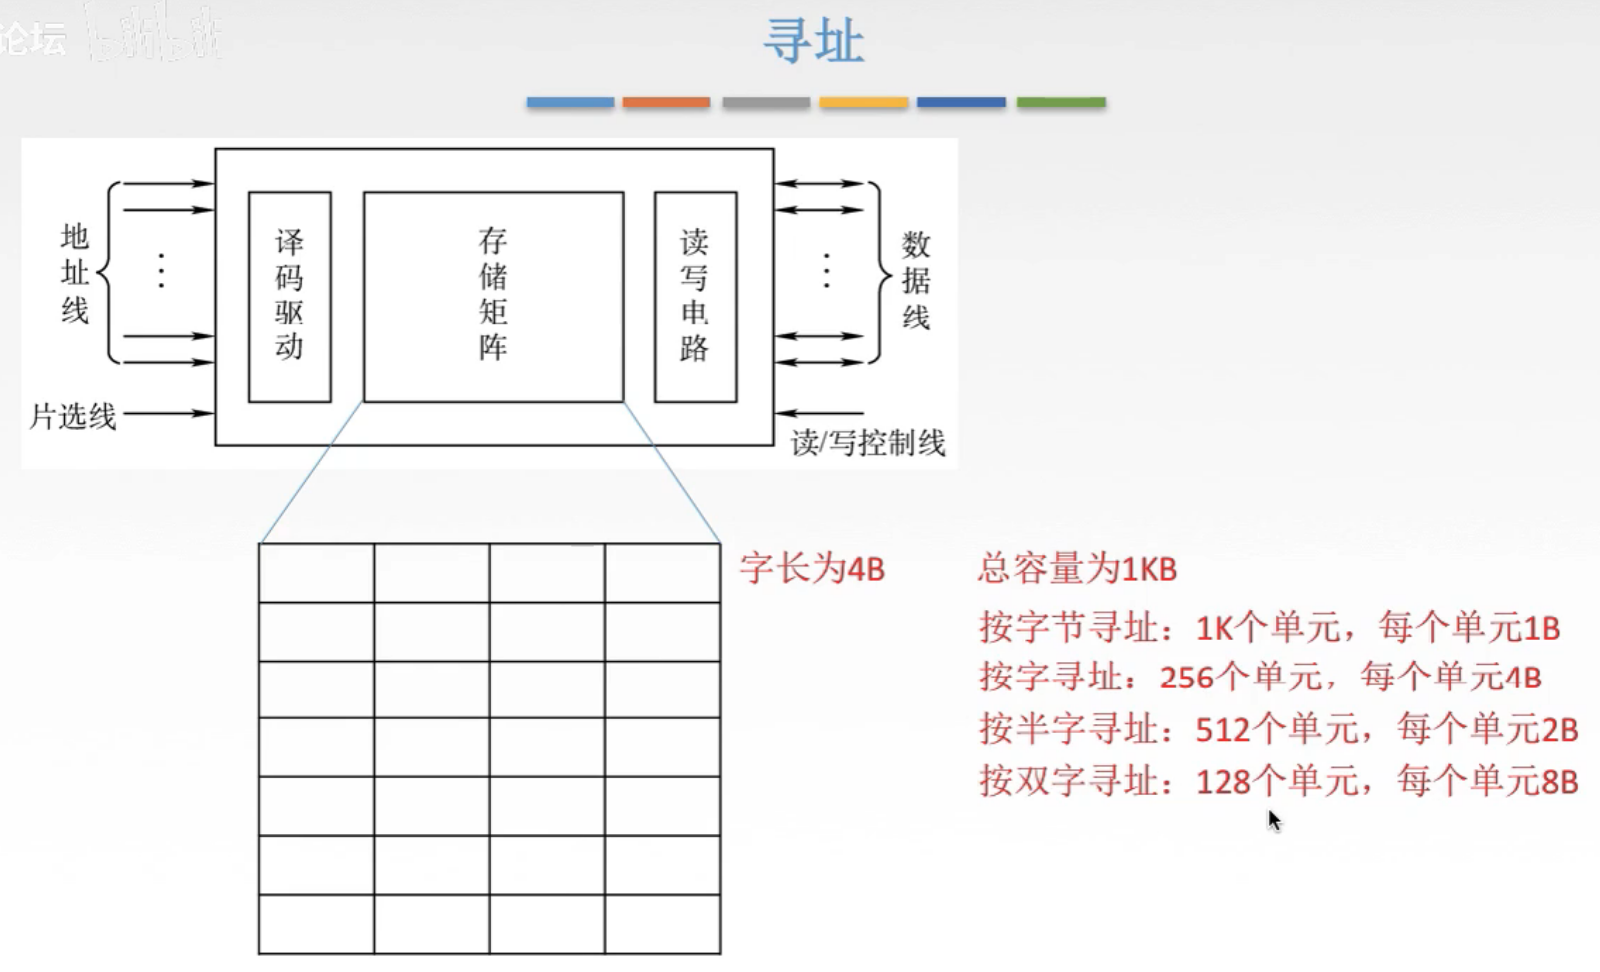 论坛 bilibili
寻址
地址线
译码驱动
存储矩阵
读写电路
数据线
片选线
读/写控制线
字长为4B
总容量为1KB
按字节寻址：1K个单元，每个单元1B
按字寻址：256个单元，每个单元4B
按半字寻址：512个单元，每个单元2B
按双字寻址：128个单元，每个单元8B